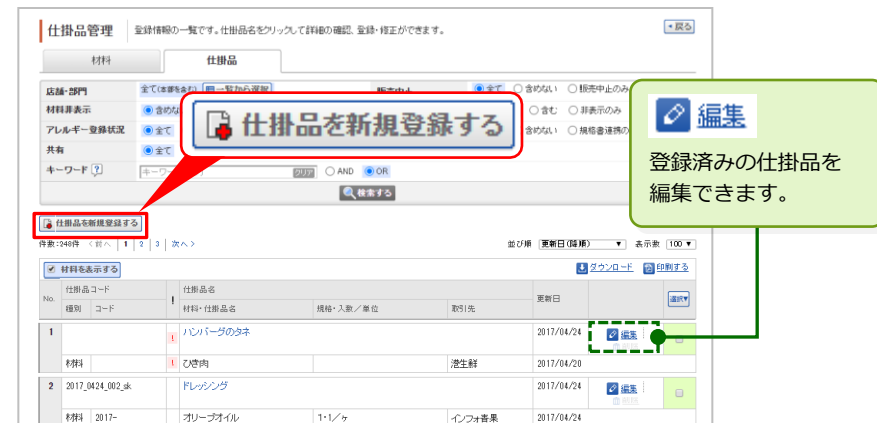 仕掛品管理 登録情報の一覧です。仕掛品名をクリックして詳細の確認、登録・修正ができます。 ◂戻る
材料 仕掛品
店舗・部門 全て(本部を含む) 一覧から選択 販売中止 全て 含めない 販売中止のみ
材料非表示 含めな 含む 非表示のみ
アレルギー登録状況 全て 含めない 規格書連携の
共有 全て
キーワード ? キーワ クリア AND OR
検索する
仕掛品を新規登録する
編集
登録済みの仕掛品を
編集できます。
仕掛品を新規登録する
件数:248件 <前へ | 1 | 2 | 3 | 次へ> 並び順 更新日(降順) ▼ 表示数 100 ▼
材料を表示する ダウンロード 印刷する
No. 仕掛品コード ! 仕掛品名 更新日 選択▼
種別 コード 材料・仕掛品名 規格・入数/単位 取引先
1 ! ハンバーグのタネ 2017/04/24 編集
材料 ! ひき肉 港生鮮 2017/04/20
2 2017_0424_002_sk ドレッシング 2017/04/24 編集
材料 2017- オリーブオイル 1・1/ヶ インフォ青果 2017/04/24